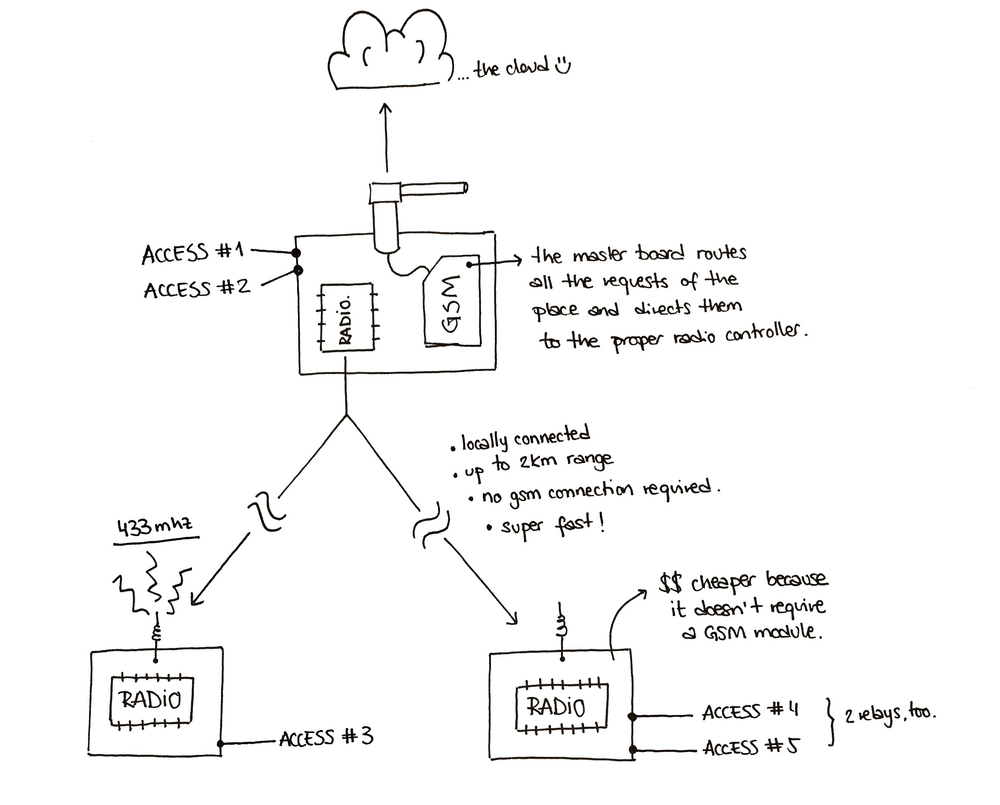 ... the cloud
ACCESS #1
ACCESS #2
RADIO.
GSM
the master board routes
all the requests of the
place and directs them
to the proper radio controller.
• locally connected
• up to 2km range
• no gsm connection required.
• super fast!
433 mhz
$$ cheaper because
it doesn't require
a GSM module.
RADIO
ACCESS #3
RADIO
ACCESS #4
ACCESS #5
2 relays, too.